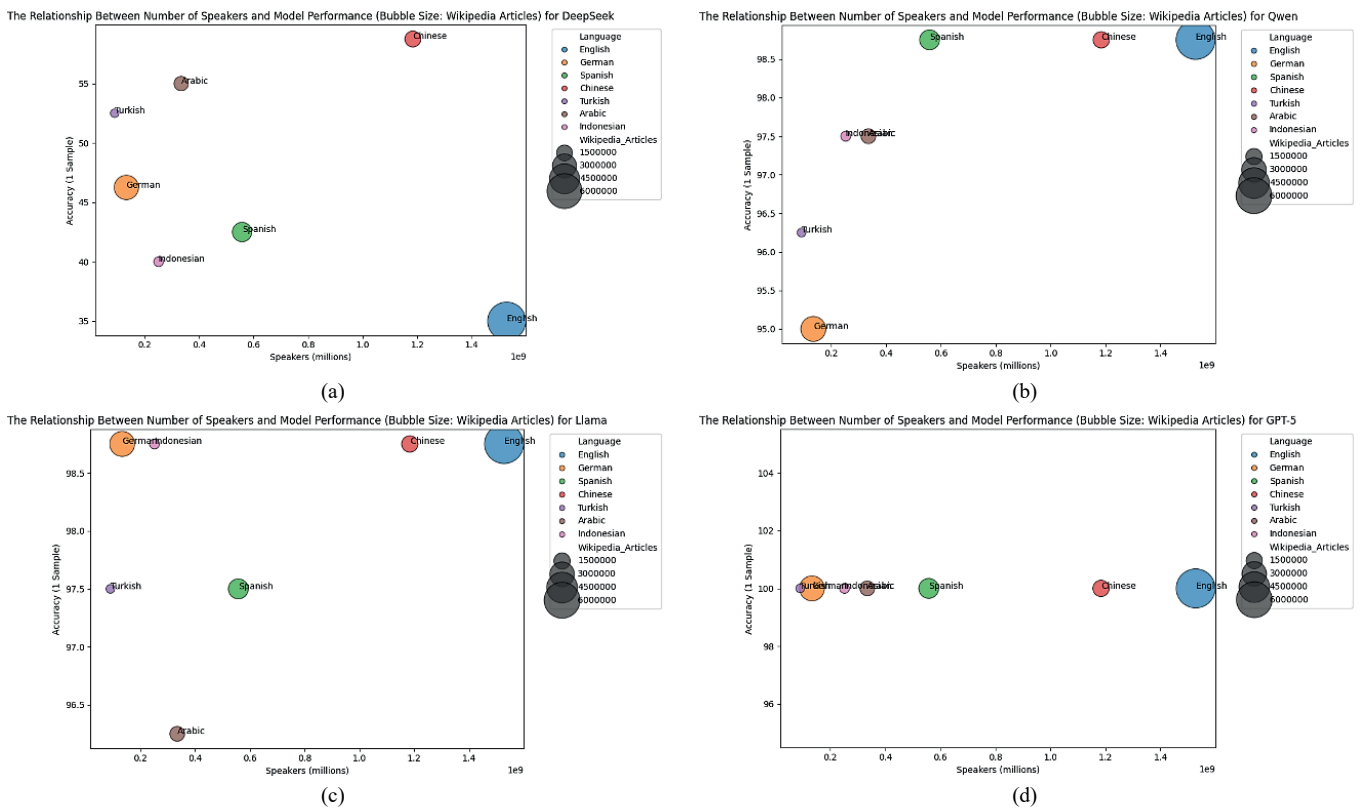 The Relationship Between Number of Speakers and Model Performance (Bubble Size: Wikipedia Articles) for DeepSeek
Accuracy (1 Sample)
55
50
45
40
35
Chinese
Arabic
Turkish
German
Spanish
Indonesian
English
0.2
0.4
0.6
0.8
1.0
1.2
1.4
1e9
Speakers (millions)
Language
English
German
Spanish
Chinese
Turkish
Arabic
Indonesian
Wikipedia_Articles
1500000
3000000
4500000
6000000
(a)
The Relationship Between Number of Speakers and Model Performance (Bubble Size: Wikipedia Articles) for Qwen
Accuracy (1 Sample)
98.5
98.0
97.5
97.0
96.5
96.0
95.5
95.0
Spanish
Chinese
English
Indonesian
Arabic
Turkish
German
0.2
0.4
0.6
0.8
1.0
1.2
1.4
1e9
Speakers (millions)
Language
English
German
Spanish
Chinese
Turkish
Arabic
Indonesian
Wikipedia_Articles
1500000
3000000
4500000
6000000
(b)
The Relationship Between Number of Speakers and Model Performance (Bubble Size: Wikipedia Articles) for Llama
Accuracy (1 Sample)
98.5
98.0
97.5
97.0
96.5
German
Indonesian
Chinese
English
Turkish
Spanish
Arabic
0.2
0.4
0.6
0.8
1.0
1.2
1.4
1e9
Speakers (millions)
Language
English
German
Spanish
Chinese
Turkish
Arabic
Indonesian
Wikipedia_Articles
1500000
3000000
4500000
6000000
(c)
The Relationship Between Number of Speakers and Model Performance (Bubble Size: Wikipedia Articles) for GPT-5
Accuracy (1 Sample)
104
102
100
98
96
Turkish
German
Indonesian
Arabic
Spanish
Chinese
English
0.2
0.4
0.6
0.8
1.0
1.2
1.4
1e9
Speakers (millions)
Language
English
German
Spanish
Chinese
Turkish
Arabic
Indonesian
Wikipedia_Articles
1500000
3000000
4500000
6000000
(d)